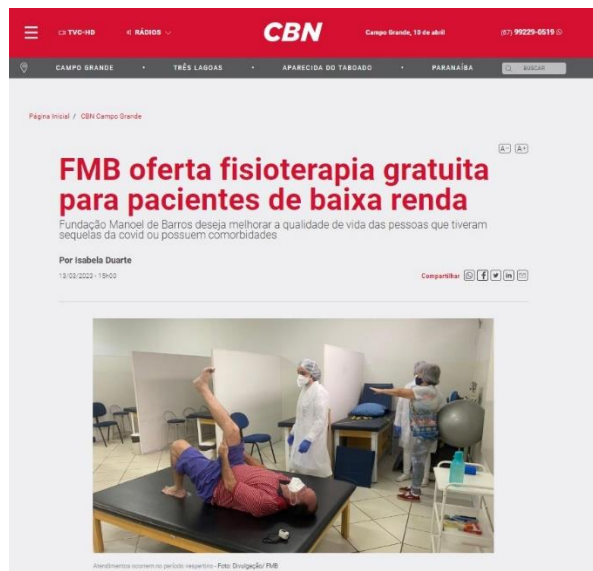 TVC-HD RÁDIOS CBN Campo Grande, 10 de abril (67) 99229-0519
CAMPO GRANDE • TRÊS LAGOAS • APARECIDA DO TABOADO • PARANAÍBA BUSCAR
Página Inicial / CBN Campo Grande
A- A+
FMB oferta fisioterapia gratuita
para pacientes de baixa renda
Fundação Manoel de Barros deseja melhorar a qualidade de vida das pessoas que tiveram
sequelas da covid ou possuem comorbidades
Por Isabela Duarte
13/03/2023 - 15h00
Compartilhar
Atendimentos ocorrem no período vespertino - Foto: Divulgação/ FMB